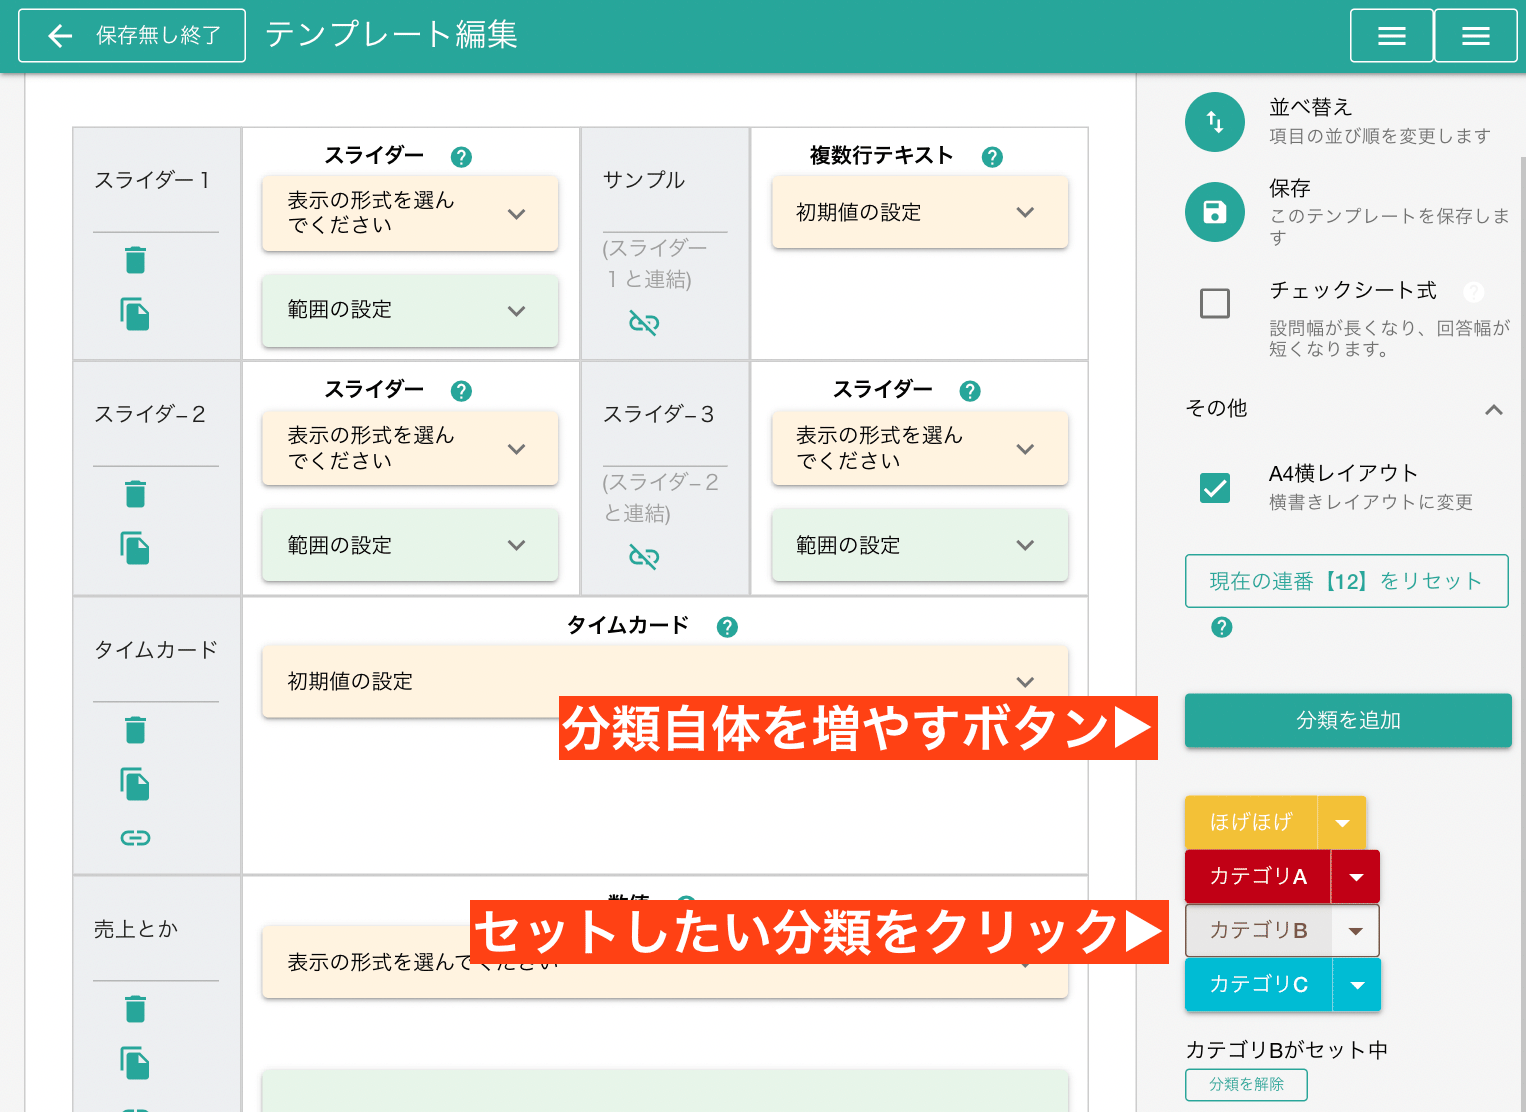 保存無し終了
テンプレート編集
スライダー1
スライダー
表示の形式を選ん
でください
範囲の設定
サンプル
(スライダー
1と連結)
複数行テキスト
初期値の設定
スライダ–2
スライダー
表示の形式を選ん
でください
範囲の設定
スライダ–3
(スライダ–2
と連結)
スライダー
表示の形式を選ん
でください
範囲の設定
タイムカード
タイムカード
初期値の設定
分類自体を増やすボタン▶
売上とか
数値
セットしたい分類をクリック▶
表示の形式を選んでください
並べ替え
項目の並び順を変更します
保存
このテンプレートを保存しま
す
チェックシート式
設問幅が長くなり、回答幅が
短くなります。
その他
A4横レイアウト
横書きレイアウトに変更
現在の連番【12】をリセット
分類を追加
ほげほげ
カテゴリA
カテゴリB
カテゴリC
カテゴリBがセット中
分類を解除